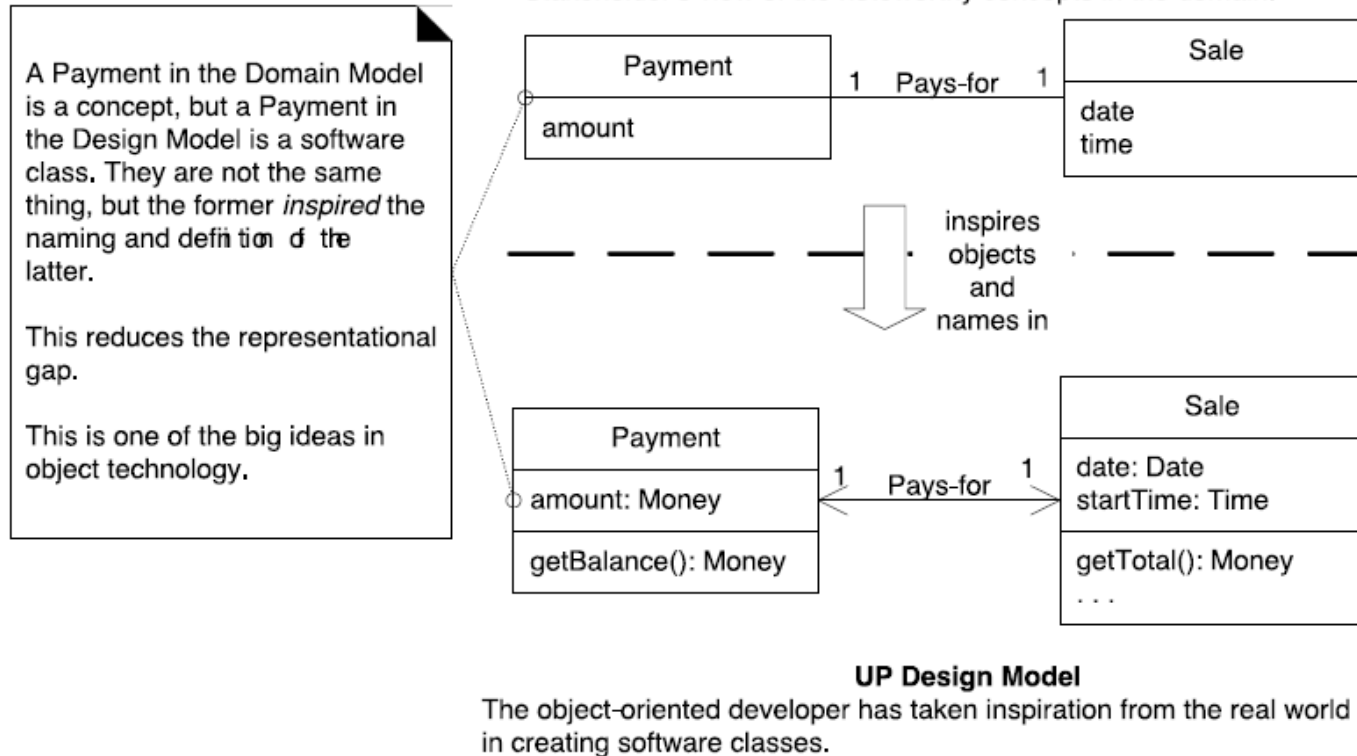 A Payment in the Domain Model
is a concept, but a Payment in
the Design Model is a software
class. They are not the same
thing, but the former inspired the
naming and definition of the
latter.
This reduces the representational
gap.
This is one of the big ideas in
object technology.
Payment
amount
1 Pays-for 1
Sale
date
time
inspires
objects
and
names in
Payment
amount: Money
getBalance(): Money
1 Pays-for 1
Sale
date: Date
startTime: Time
getTotal(): Money
. . .
UP Design Model
The object-oriented developer has taken inspiration from the real world
in creating software classes.